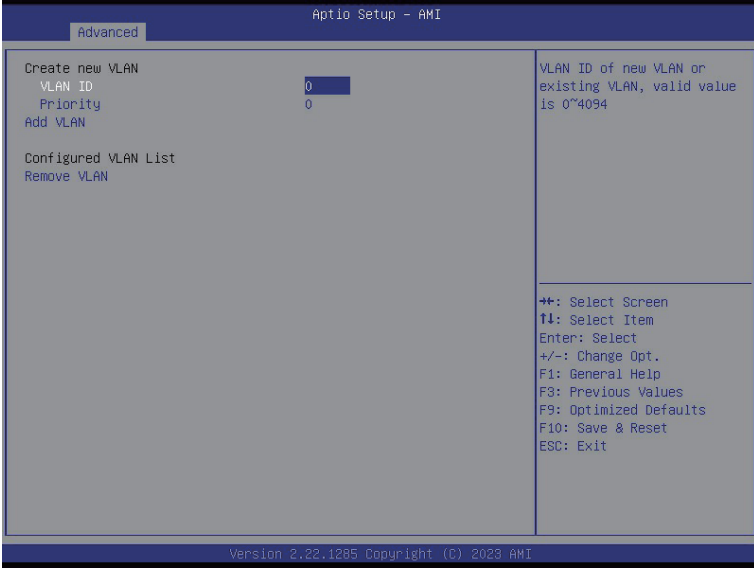 Aptio Setup - AMI
Advanced
Create new VLAN
VLAN ID 0
Priority 0
Add VLAN
Configured VLAN List
Remove VLAN
VLAN ID of new VLAN or
existing VLAN, valid value
is 0~4094
→←: Select Screen
↑↓: Select Item
Enter: Select
+/-: Change Opt.
F1: General Help
F3: Previous Values
F9: Optimized Defaults
F10: Save & Reset
ESC: Exit
Version 2.22.1285 Copyright (C) 2023 AMI